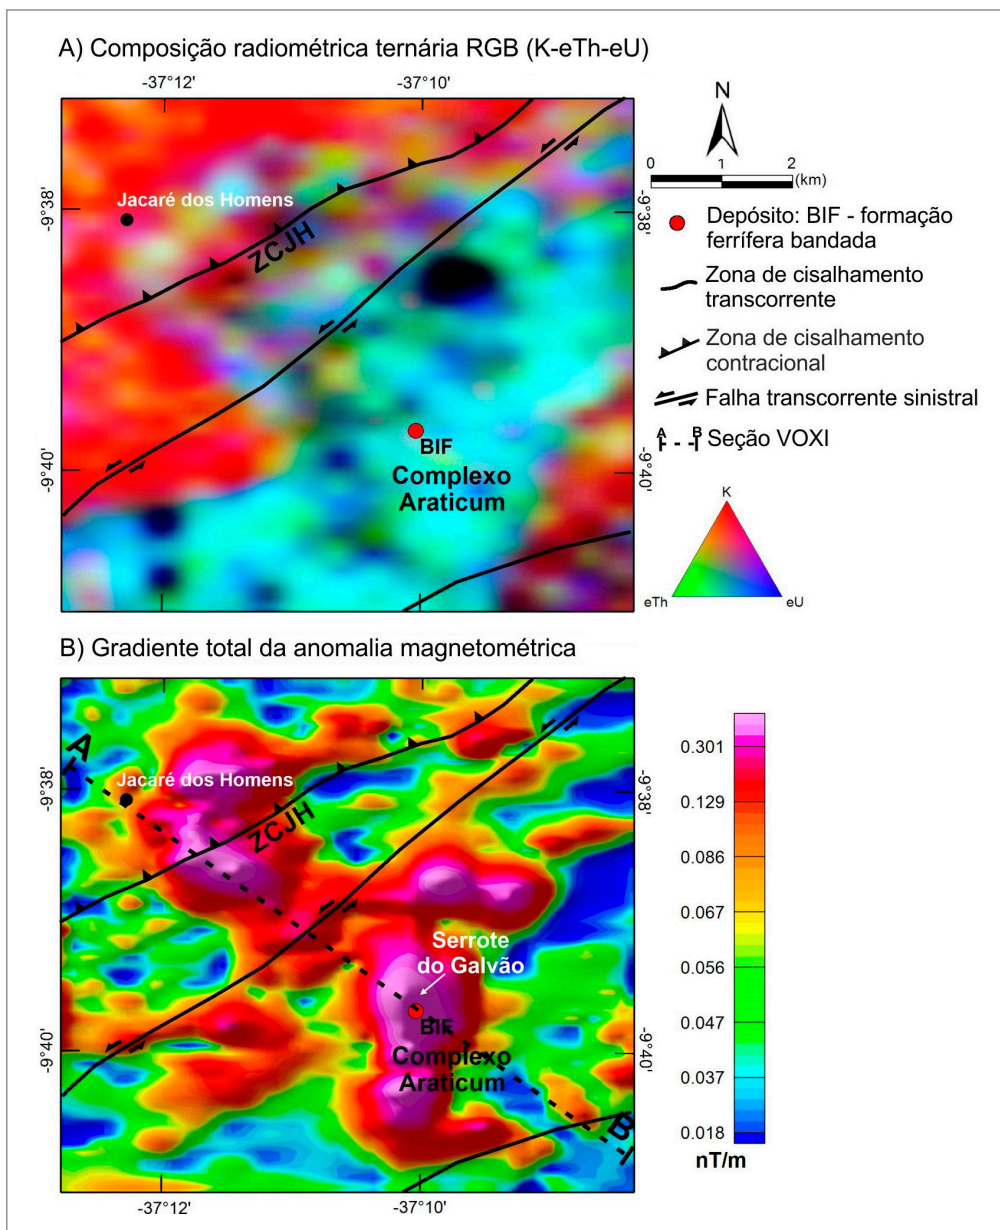 A) Composição radiométrica ternária RGB (K-eTh-eU)
-37°12'
-37°10'
N
0 1 2
(km)
-9°38'
-9°38'
Jacaré dos Homens
ZCJH
Depósito: BIF - formação
ferrífera bandada
Zona de cisalhamento
transcorrente
Zona de cisalhamento
contracional
Falha transcorrente sinistral
A B
Seção VOXI
BIF
Complexo
Araticum
-9°40'
-9°40'
K
eTh
eU
B) Gradiente total da anomalia magnetométrica
A
Jacaré dos Homens
-9°38'
-9°38'
ZCJH
Serrote
do Galvão
BIF
Complexo
Araticum
-9°40'
-9°40'
B
-37°12'
-37°10'
0.301
0.129
0.086
0.067
0.056
0.047
0.037
0.018
nT/m